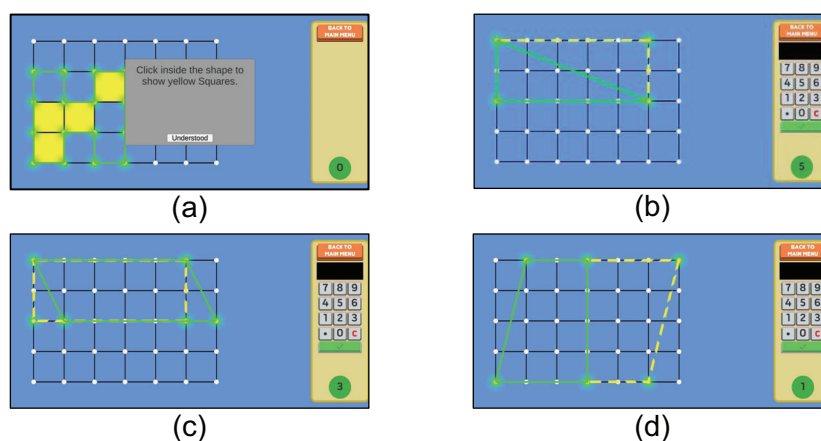 BACK TO
MAIN MENU
Click inside the shape to
show yellow Squares.
Understood
0
(a)
BACK TO
MAIN MENU
7 8 9
4 5 6
1 2 3
• 0 C
5
(b)
BACK TO
MAIN MENU
7 8 9
4 5 6
1 2 3
• 0 C
3
(c)
BACK TO
MAIN MENU
7 8 9
4 5 6
1 2 3
• 0 C
1
(d)